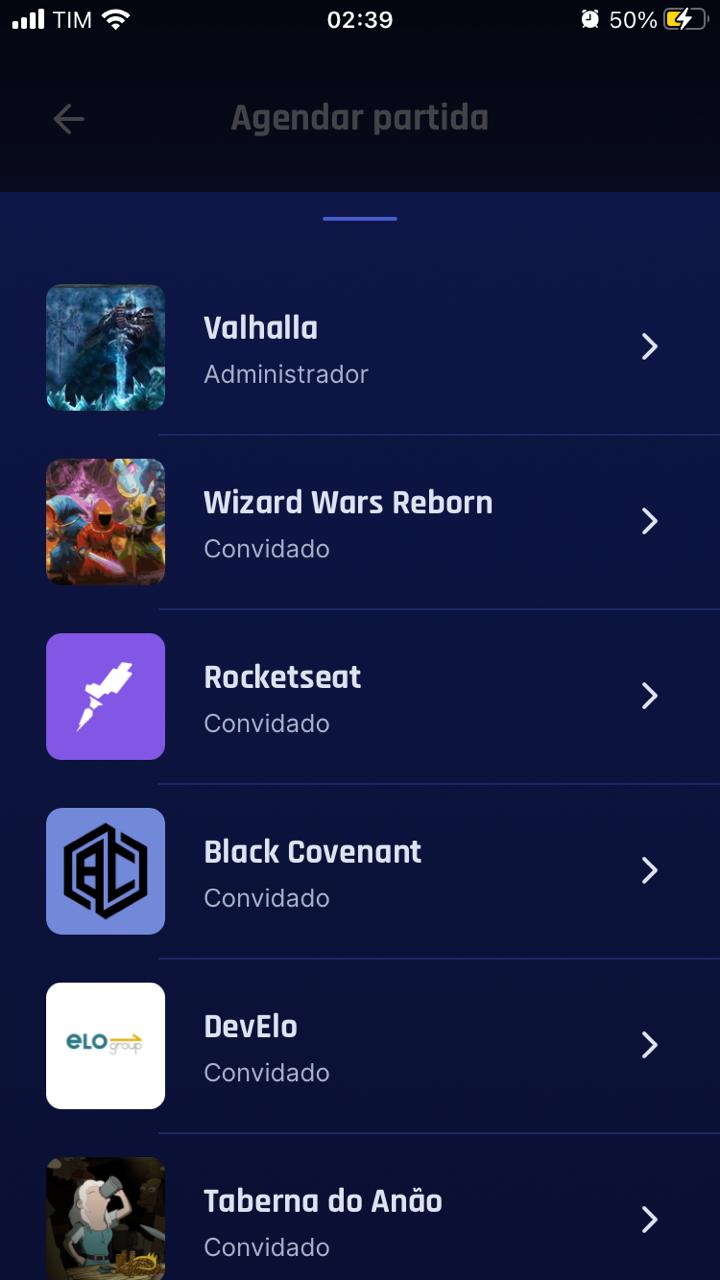 TIM 02:39 50%
Agendar partida
Valhalla
Administrador
Wizard Wars Reborn
Convidado
Rocketseat
Convidado
Black Covenant
Convidado
eLO group
DevElo
Convidado
Taberna do Anão
Convidado